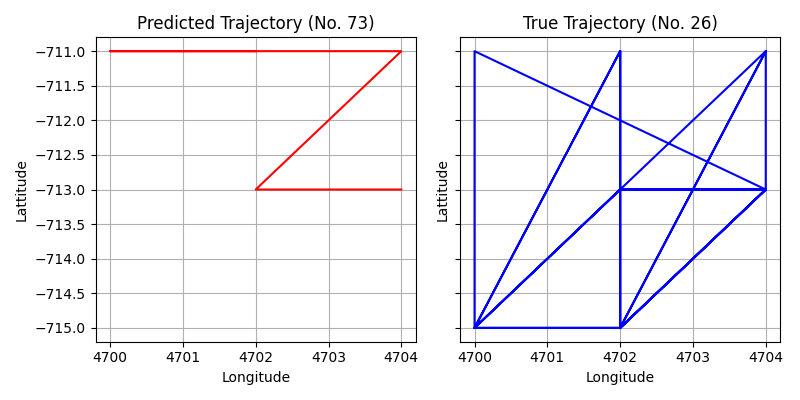 Predicted Trajectory (No. 73)
True Trajectory (No. 26)
Lattitude
−711.0
−711.5
−712.0
−712.5
−713.0
−713.5
−714.0
−714.5
−715.0
4700 4701 4702 4703 4704
Longitude
Lattitude
4700 4701 4702 4703 4704
Longitude